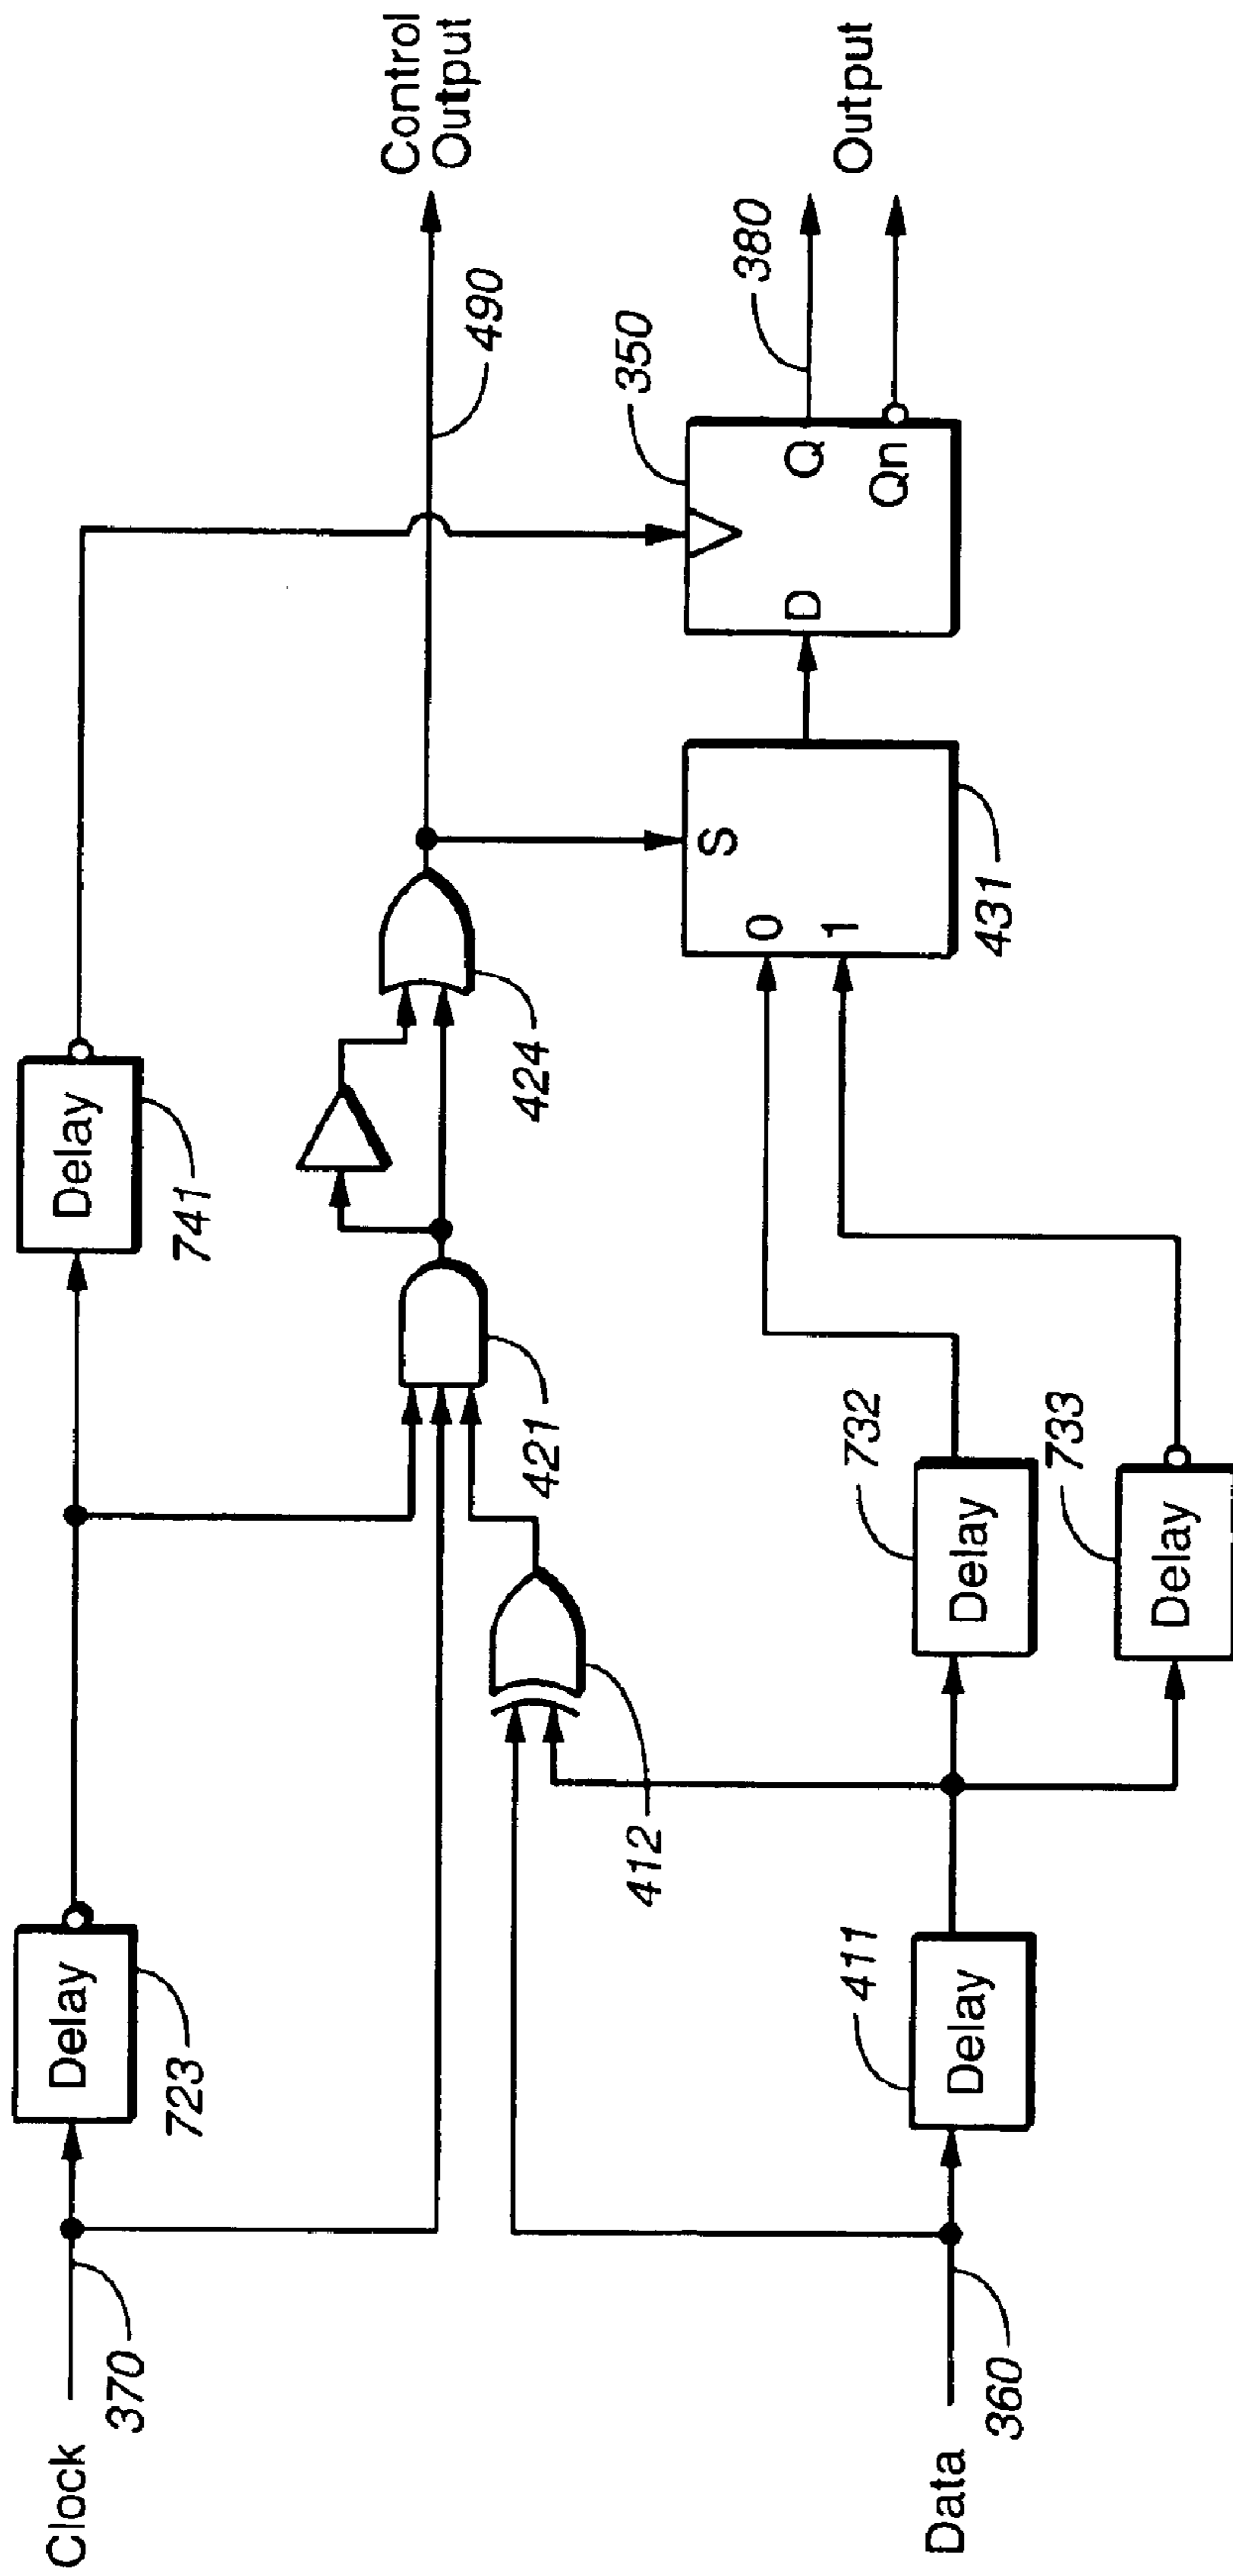 Clock
370
Delay
723
Delay
741
Control
Output
490
421
424
412
S
0
1
431
D
Q
Qn
350
380
Output
Data
360
Delay
411
Delay
732
Delay
733